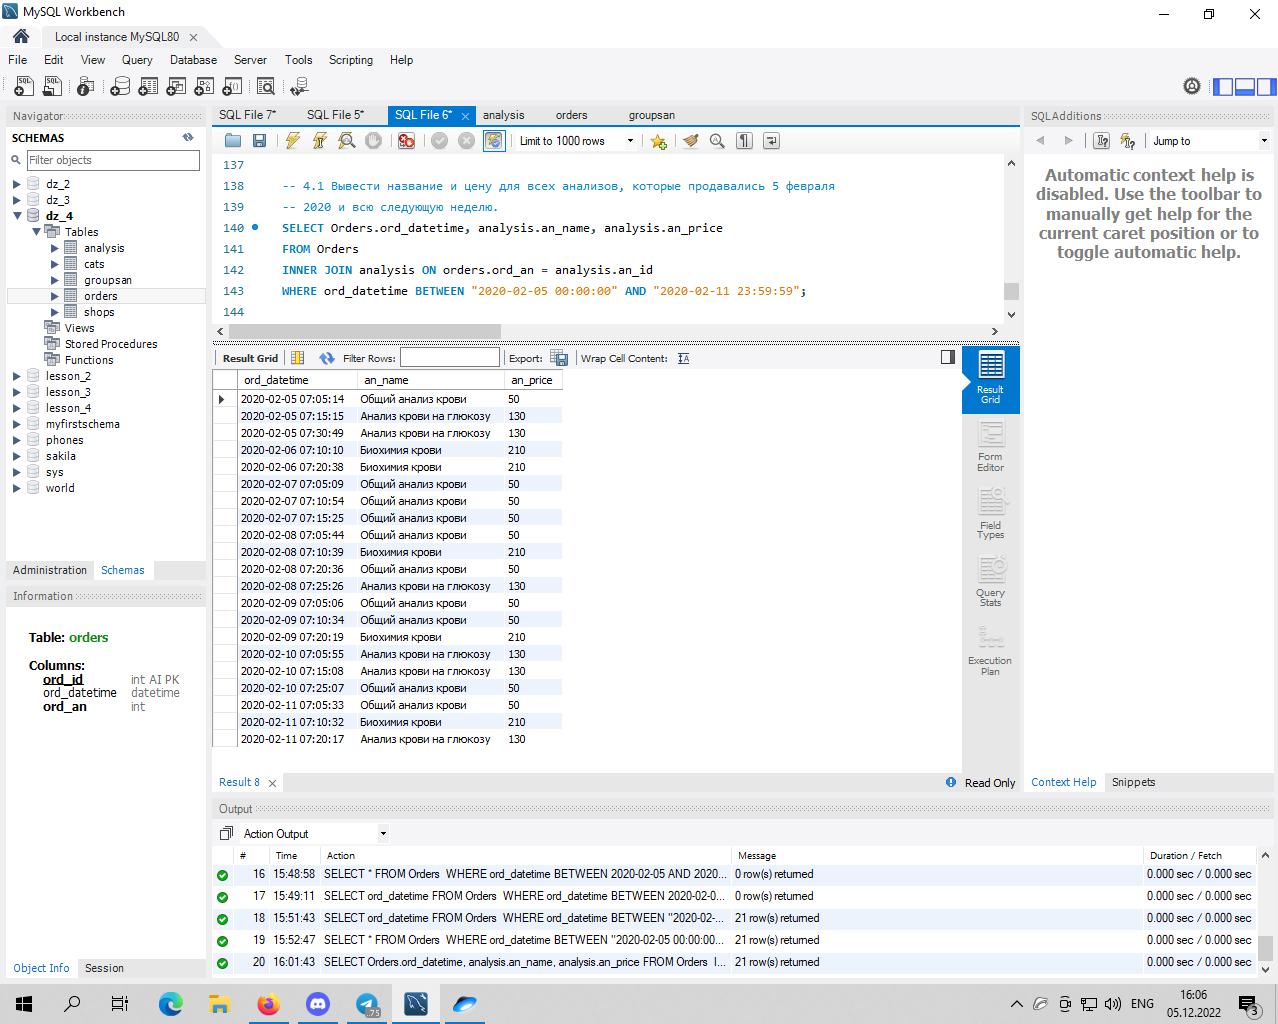 MySQL Workbench
Local instance MySQL80
File Edit View Query Database Server Tools Scripting Help
Navigator
SCHEMAS
Filter objects
dz_2
dz_3
dz_4
Tables
analysis
cats
groupsan
orders
shops
Views
Stored Procedures
Functions
lesson_2
lesson_3
lesson_4
myfirstschema
phones
sakila
sys
world
Administration Schemas
Information
Table: orders
Columns:
ord_id int AI PK
ord_datetime datetime
ord_an int
Object Info Session
SQL File 7* SQL File 5* SQL File 6* analysis orders groupsan
Limit to 1000 rows
137
138 -- 4.1 Вывести название и цену для всех анализов, которые продавались 5 февраля
139 -- 2020 и всю следующую неделю.
140 SELECT Orders.ord_datetime, analysis.an_name, analysis.an_price
141 FROM Orders
142 INNER JOIN analysis ON orders.ord_an = analysis.an_id
143 WHERE ord_datetime BETWEEN "2020-02-05 00:00:00" AND "2020-02-11 23:59:59";
144
Result Grid Filter Rows: Export: Wrap Cell Content:
ord_datetime an_name an_price
2020-02-05 07:05:14 Общий анализ крови 50
2020-02-05 07:15:15 Анализ крови на глюкозу 130
2020-02-05 07:30:49 Анализ крови на глюкозу 130
2020-02-06 07:10:10 Биохимия крови 210
2020-02-06 07:20:38 Биохимия крови 210
2020-02-07 07:05:09 Общий анализ крови 50
2020-02-07 07:10:54 Общий анализ крови 50
2020-02-07 07:15:25 Общий анализ крови 50
2020-02-08 07:05:44 Общий анализ крови 50
2020-02-08 07:10:39 Биохимия крови 210
2020-02-08 07:20:36 Общий анализ крови 50
2020-02-08 07:25:26 Анализ крови на глюкозу 130
2020-02-09 07:05:06 Общий анализ крови 50
2020-02-09 07:10:34 Общий анализ крови 50
2020-02-09 07:20:19 Биохимия крови 210
2020-02-10 07:05:55 Анализ крови на глюкозу 130
2020-02-10 07:15:08 Анализ крови на глюкозу 130
2020-02-10 07:25:07 Общий анализ крови 50
2020-02-11 07:05:33 Общий анализ крови 50
2020-02-11 07:10:32 Биохимия крови 210
2020-02-11 07:20:17 Анализ крови на глюкозу 130
Result
Grid
Form
Editor
Field
Types
Query
Stats
Execution
Plan
Result 8 Read Only
SQLAdditions
Jump to
Automatic context help is
disabled. Use the toolbar to
manually get help for the
current caret position or to
toggle automatic help.
Context Help Snippets
Output
Action Output
# Time Action Message Duration / Fetch
16 15:48:58 SELECT * FROM Orders WHERE ord_datetime BETWEEN 2020-02-05 AND 2020... 0 row(s) returned 0.000 sec / 0.000 sec
17 15:49:11 SELECT ord_datetime FROM Orders WHERE ord_datetime BETWEEN 2020-02-0... 0 row(s) returned 0.000 sec / 0.000 sec
18 15:51:43 SELECT ord_datetime FROM Orders WHERE ord_datetime BETWEEN "2020-02-... 21 row(s) returned 0.000 sec / 0.000 sec
19 15:52:47 SELECT * FROM Orders WHERE ord_datetime BETWEEN "2020-02-05 00:00:00... 21 row(s) returned 0.000 sec / 0.000 sec
20 16:01:43 SELECT Orders.ord_datetime, analysis.an_name, analysis.an_price FROM Orders I... 21 row(s) returned 0.000 sec / 0.000 sec
.75
ENG
16:06
05.12.2022
3